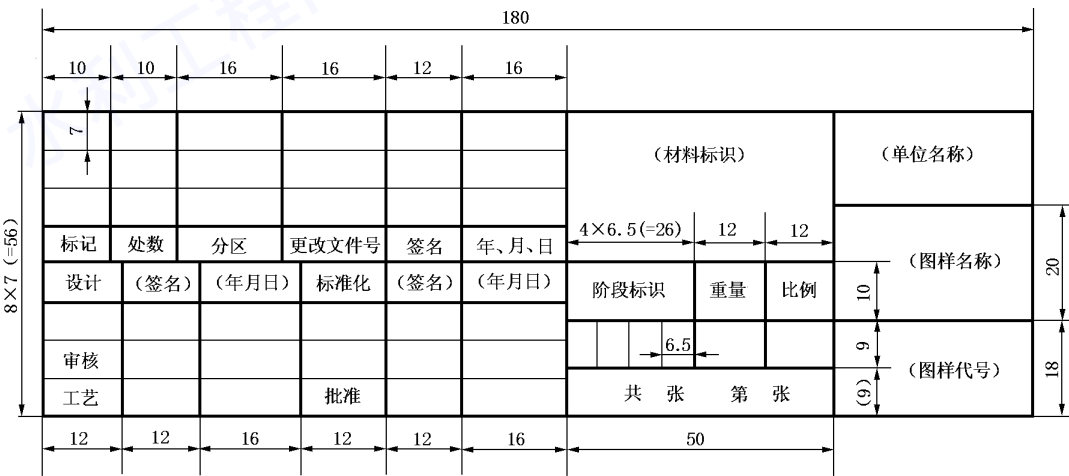 水利工程
180
10 10 16 16 12 16
7
(材料标识) (单位名称)
4×6.5(=26) 12 12
标记 处数 分区 更改文件号 签名 年、月、日
8×7(=56)
(图样名称)
20
设计 (签名) (年月日) 标准化 (签名) (年月日)
阶段标识 重量 比例 10
6.5 9
审核
(图样代号) 18
工艺 批准
共 张 第 张 (9)
12 12 16 12 12 16 50